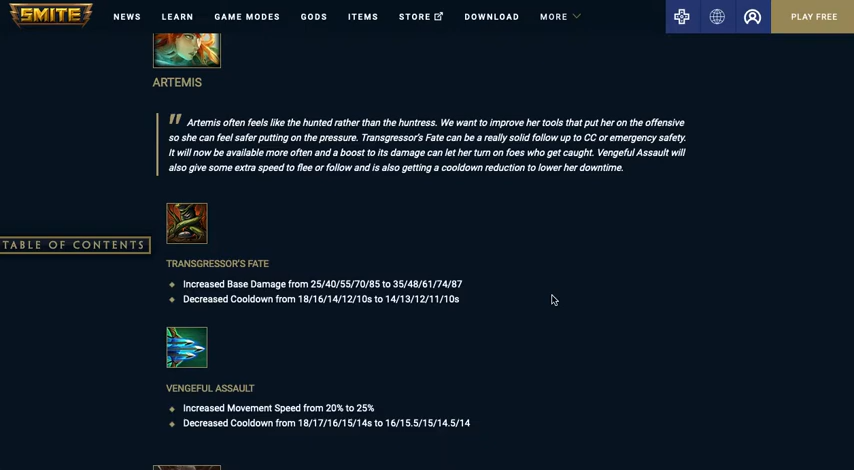 SMITE
NEWS
LEARN
GAME MODES
GODS
ITEMS
STORE
DOWNLOAD
MORE
PLAY FREE
ARTEMIS
" Artemis often feels like the hunted rather than the huntress. We want to improve her tools that put her on the offensive
so she can feel safer putting on the pressure. Transgressor's Fate can be a really solid follow up to CC or emergency safety.
It will now be available more often and a boost to its damage can let her turn on foes who get caught. Vengeful Assault will
also give some extra speed to flee or follow and is also getting a cooldown reduction to lower her downtime.
TABLE OF CONTENTS
TRANSGRESSOR'S FATE
Increased Base Damage from 25/40/55/70/85 to 35/48/61/74/87
Decreased Cooldown from 18/16/14/12/10s to 14/13/12/11/10s
VENGEFUL ASSAULT
Increased Movement Speed from 20% to 25%
Decreased Cooldown from 18/17/16/15/14s to 16/15.5/15/14.5/14